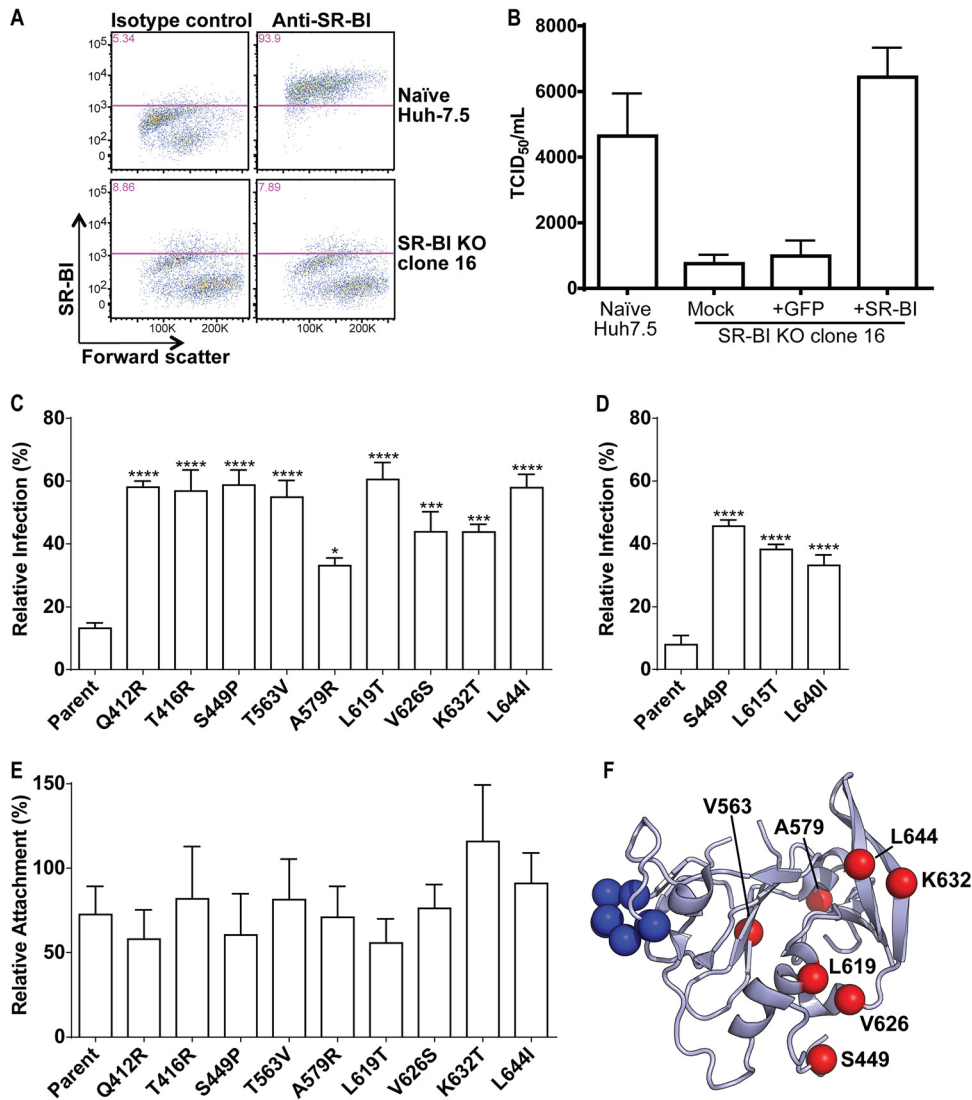 A
Isotype control
Anti-SR-BI
5.34
93.9
10⁵
10⁴
10³
10²
0
Naïve
Huh-7.5
8.86
7.89
10⁵
10⁴
10³
10²
0
SR-BI KO
clone 16
SR-BI
100K 200K 100K 200K
Forward scatter
B
TCID₅₀/mL
8000
6000
4000
2000
0
Naïve
Huh7.5
Mock
+GFP
+SR-BI
SR-BI KO clone 16
C
Relative Infection (%)
80
60
40
20
0
**** **** **** **** * **** *** *** ****
Parent
Q412R
T416R
S449P
T563V
A579R
L619T
V626S
K632T
L644I
D
Relative Infection (%)
80
60
40
20
0
**** **** ****
Parent
S449P
L615T
L640I
E
Relative Attachment (%)
150
100
50
0
Parent
Q412R
T416R
S449P
T563V
A579R
L619T
V626S
K632T
L644I
F
V563
A579
L644
K632
L619
V626
S449